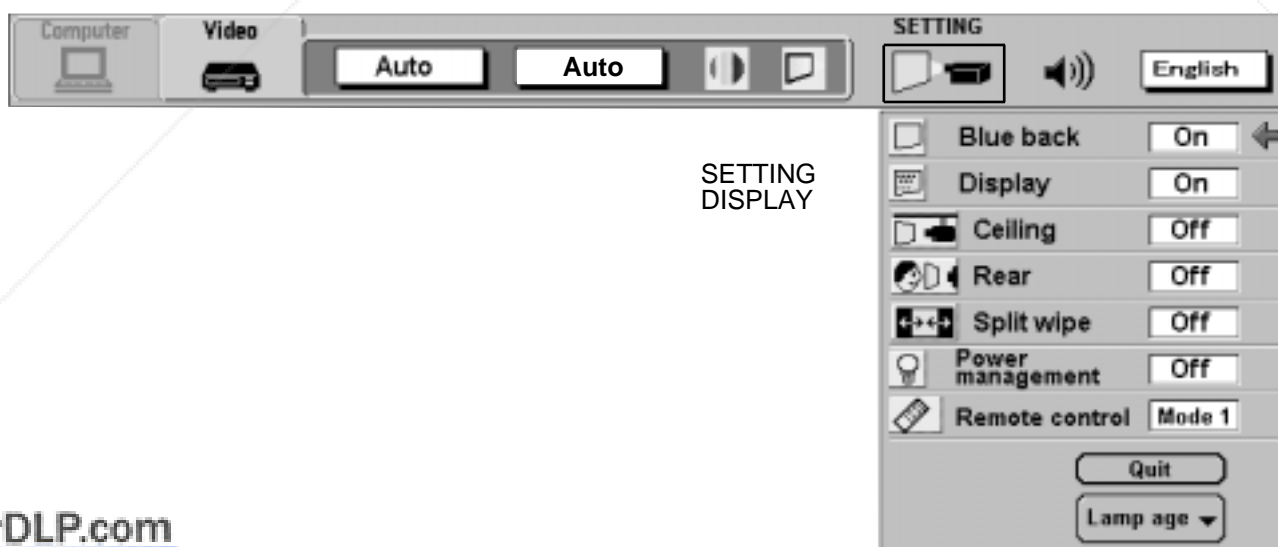 Computer
Video
Auto
Auto
SETTING
English
SETTING
DISPLAY
Blue back On
Display On
Ceiling Off
Rear Off
Split wipe Off
Power
management Off
Remote control Mode 1
Quit
Lamp age
DLP.com